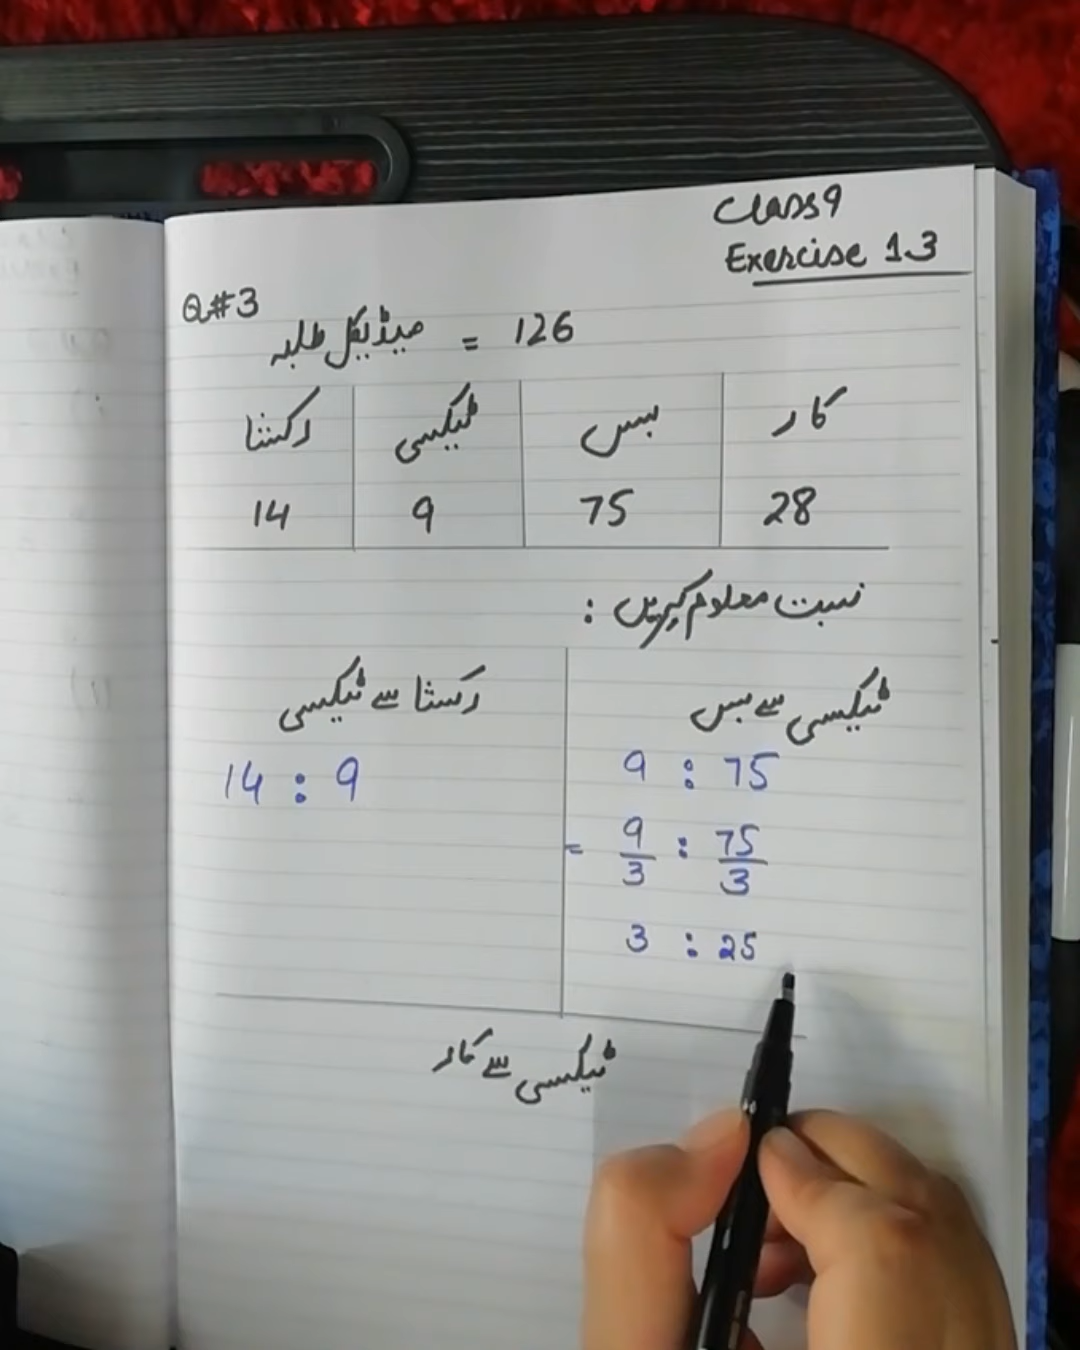 Class 9
Exercise 1.3
Q#3
میڈیکل طلبہ = 126
رکشا ٹیکسی بس کار
14 9 75 28
نسبت معلوم کریں :
ٹیکسی سے بس
9 : 75
= 9/3 : 75/3
3 : 25
رکشا سے ٹیکسی
14 : 9
ٹیکسی سے کار